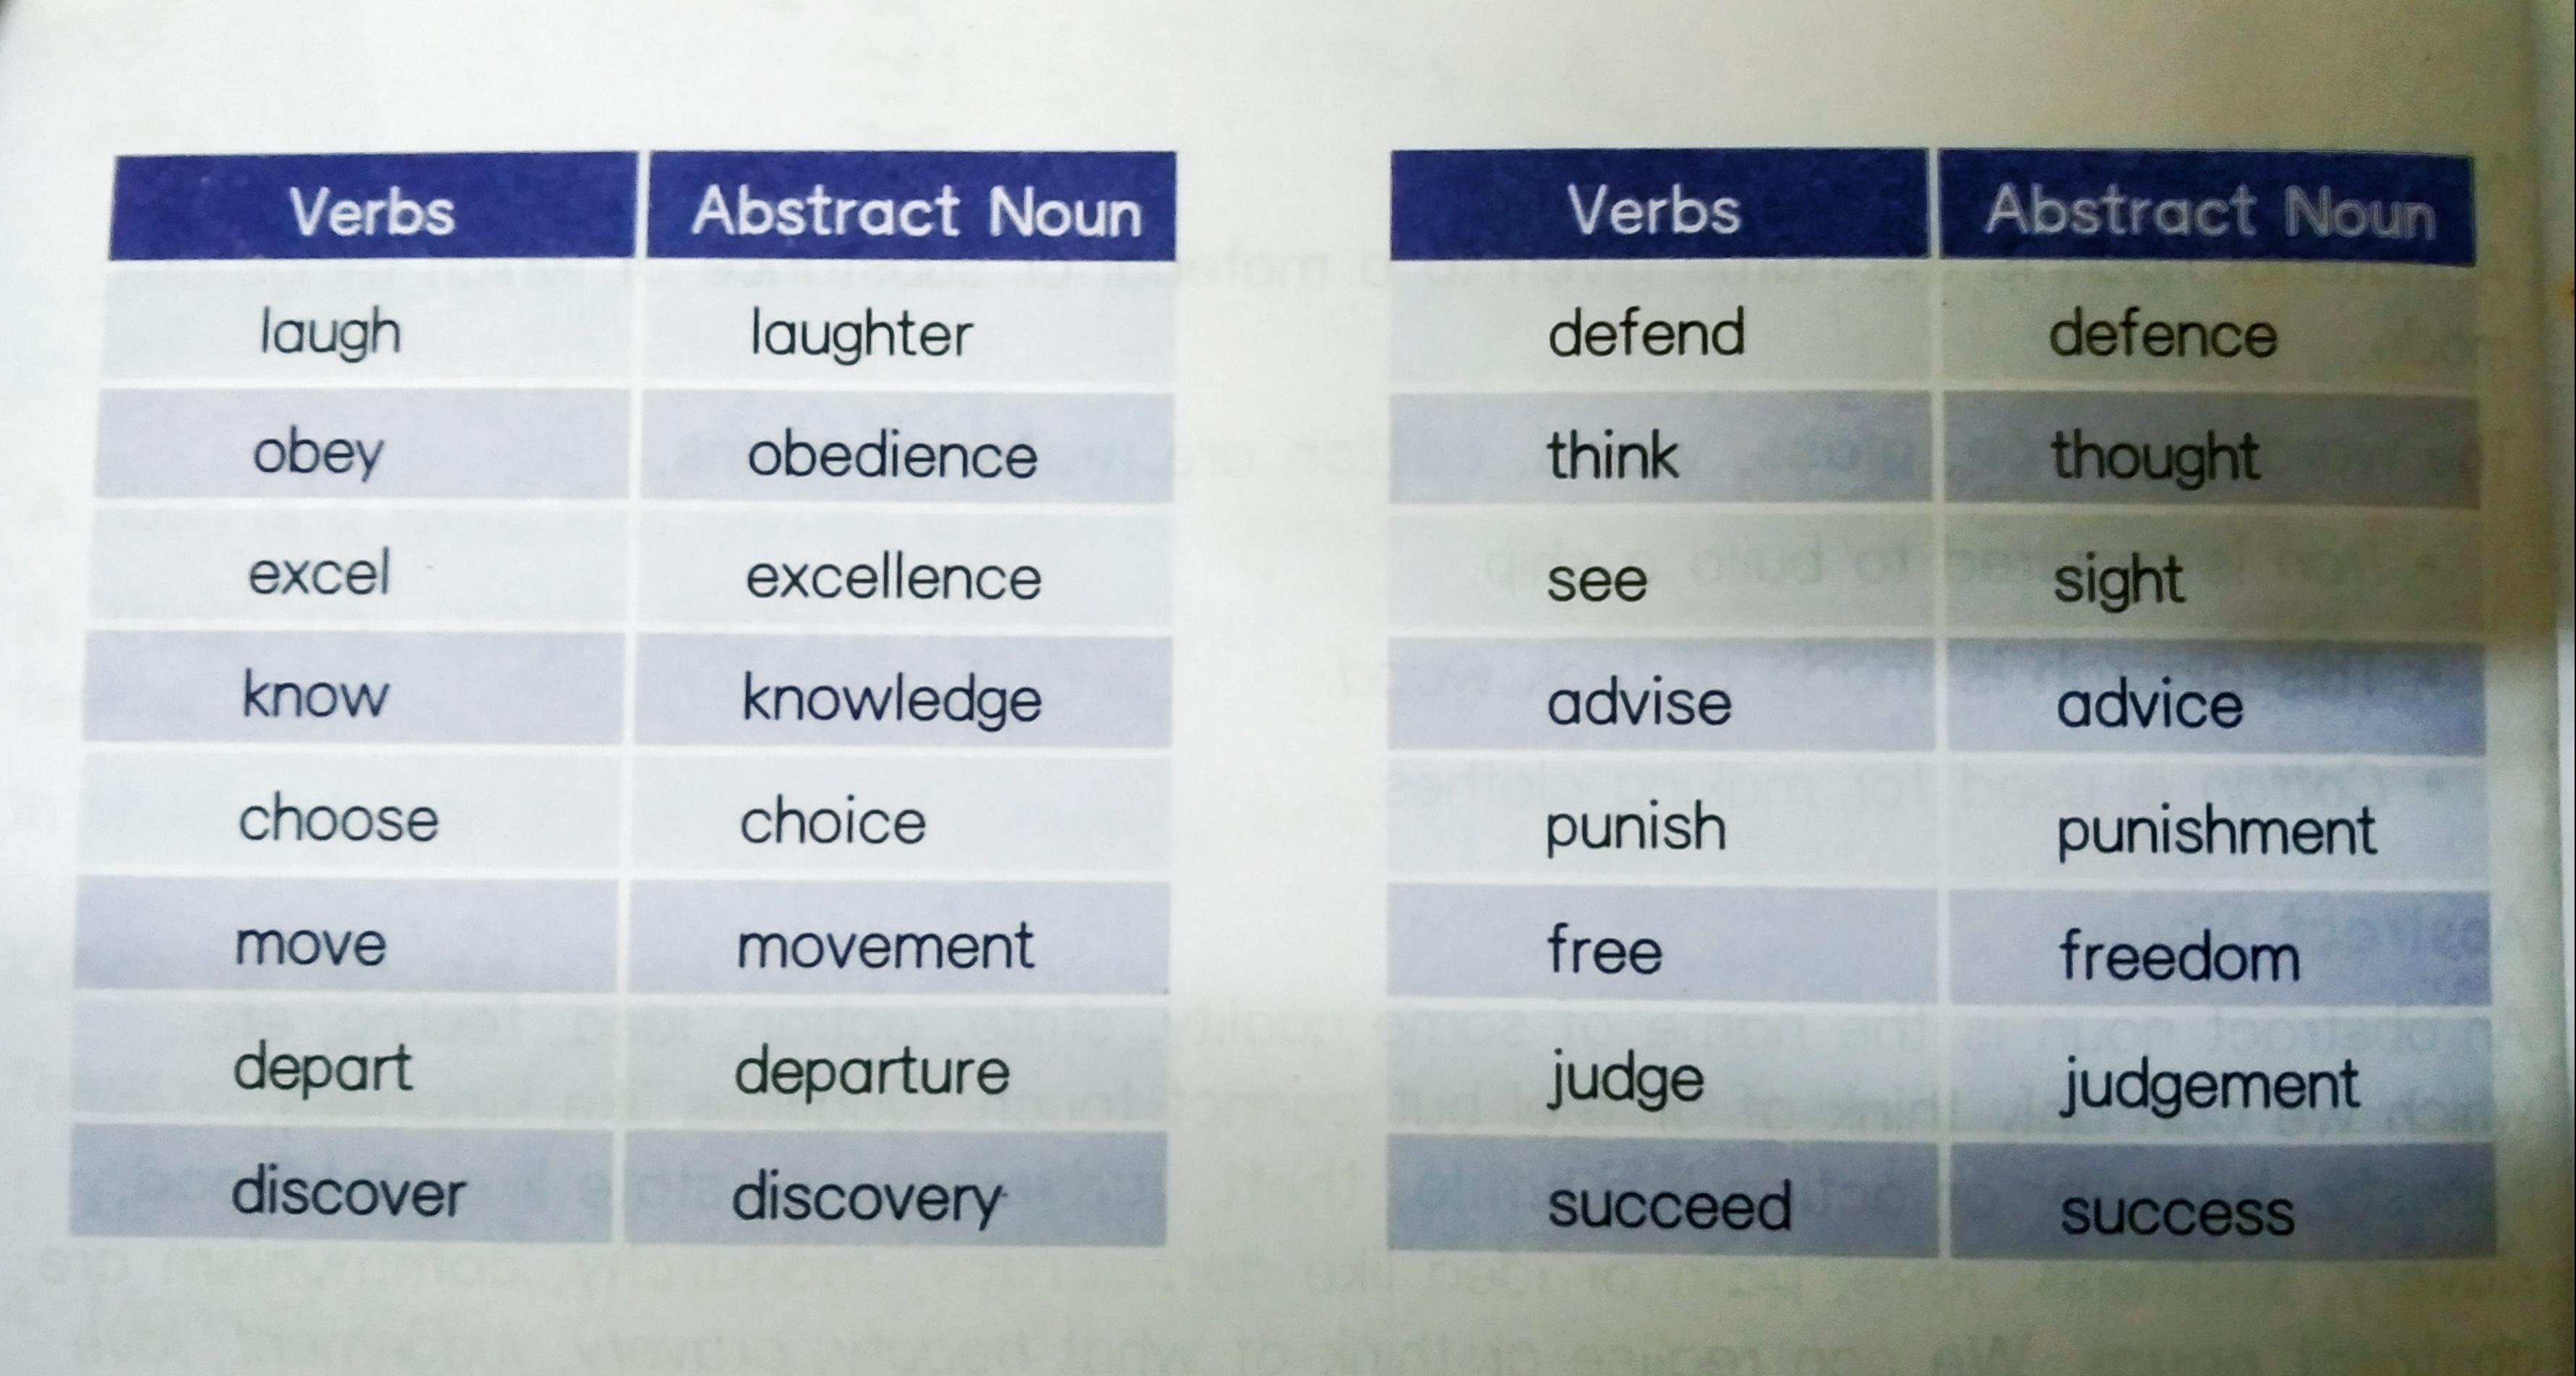 Verbs Abstract Noun
laugh laughter
obey obedience
excel excellence
know knowledge
choose choice
move movement
depart departure
discover discovery
Verbs Abstract Noun
defend defence
think thought
see sight
advise advice
punish punishment
free freedom
judge judgement
succeed success